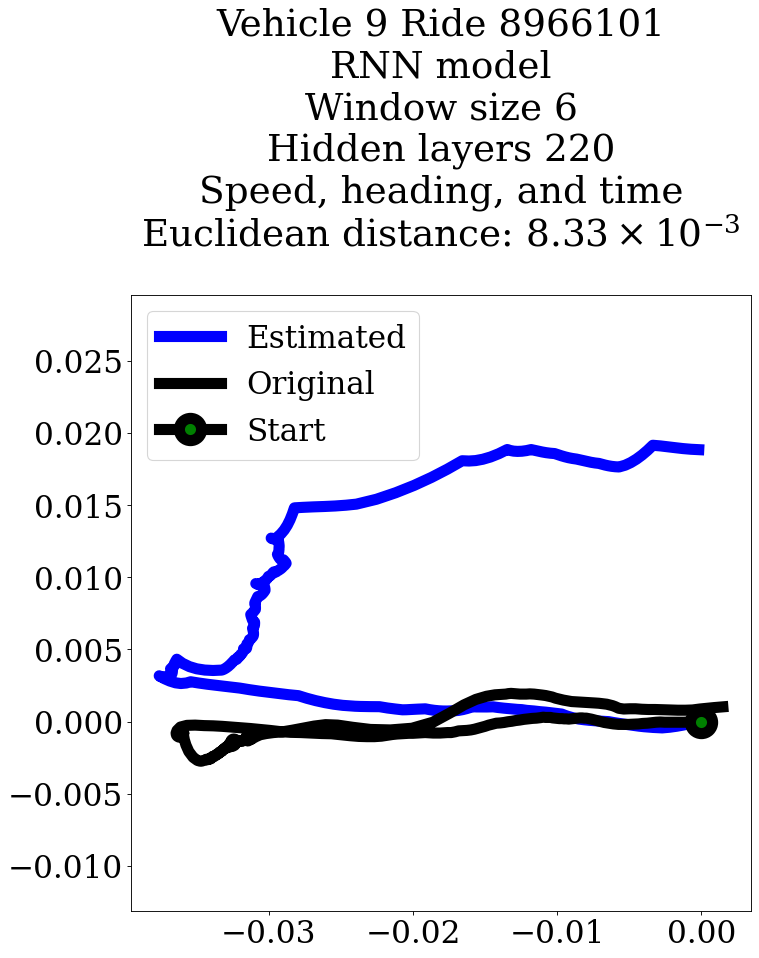 Vehicle 9 Ride 8966101
RNN model
Window size 6
Hidden layers 220
Speed, heading, and time
Euclidean distance: 8.33 × 10⁻³
Estimated
Original
Start
0.025
0.020
0.015
0.010
0.005
0.000
−0.005
−0.010
−0.03 −0.02 −0.01 0.00